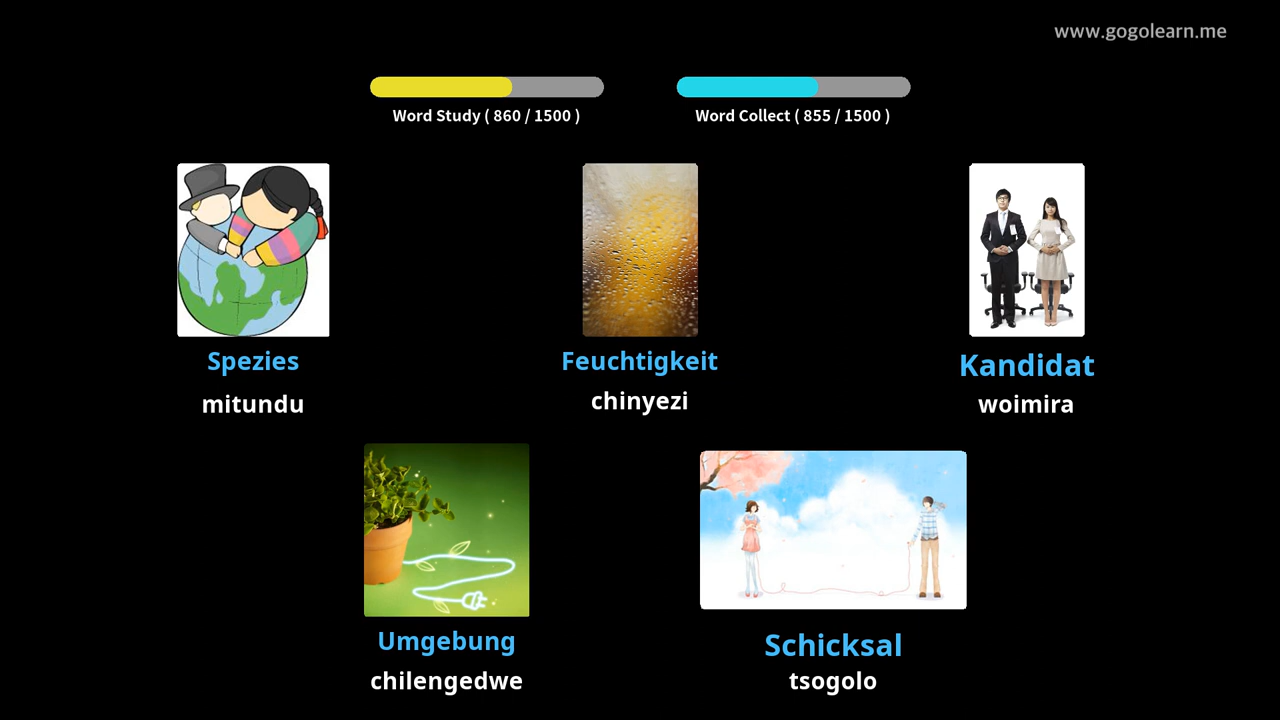 www.gogolearn.me
Word Study ( 860 / 1500 )
Word Collect ( 855 / 1500 )
Spezies
mitundu
Feuchtigkeit
chinyezi
Kandidat
woimira
Umgebung
chilengedwe
Schicksal
tsogolo